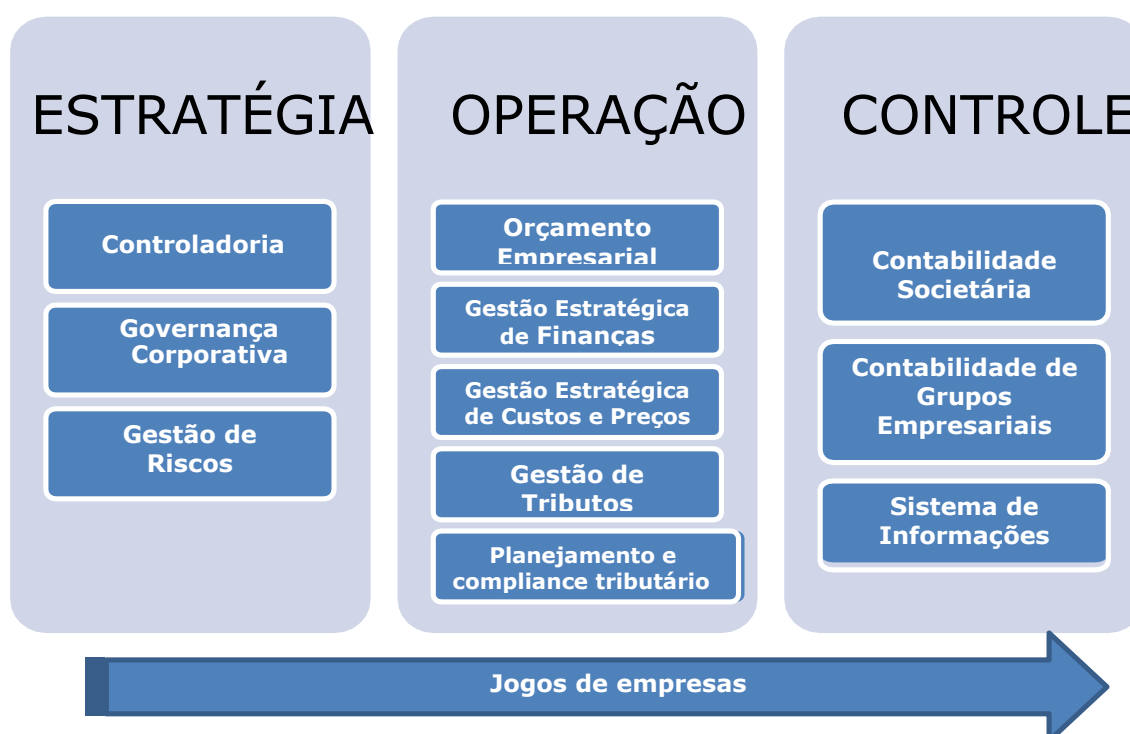 ESTRATÉGIA
Controladoria
Governança
Corporativa
Gestão de
Riscos
OPERAÇÃO
Orçamento
Empresarial
Gestão Estratégica
de Finanças
Gestão Estratégica
de Custos e Preços
Gestão de
Tributos
Planejamento e
compliance tributário
CONTROLE
Contabilidade
Societária
Contabilidade de
Grupos
Empresariais
Sistema de
Informações
Jogos de empresas